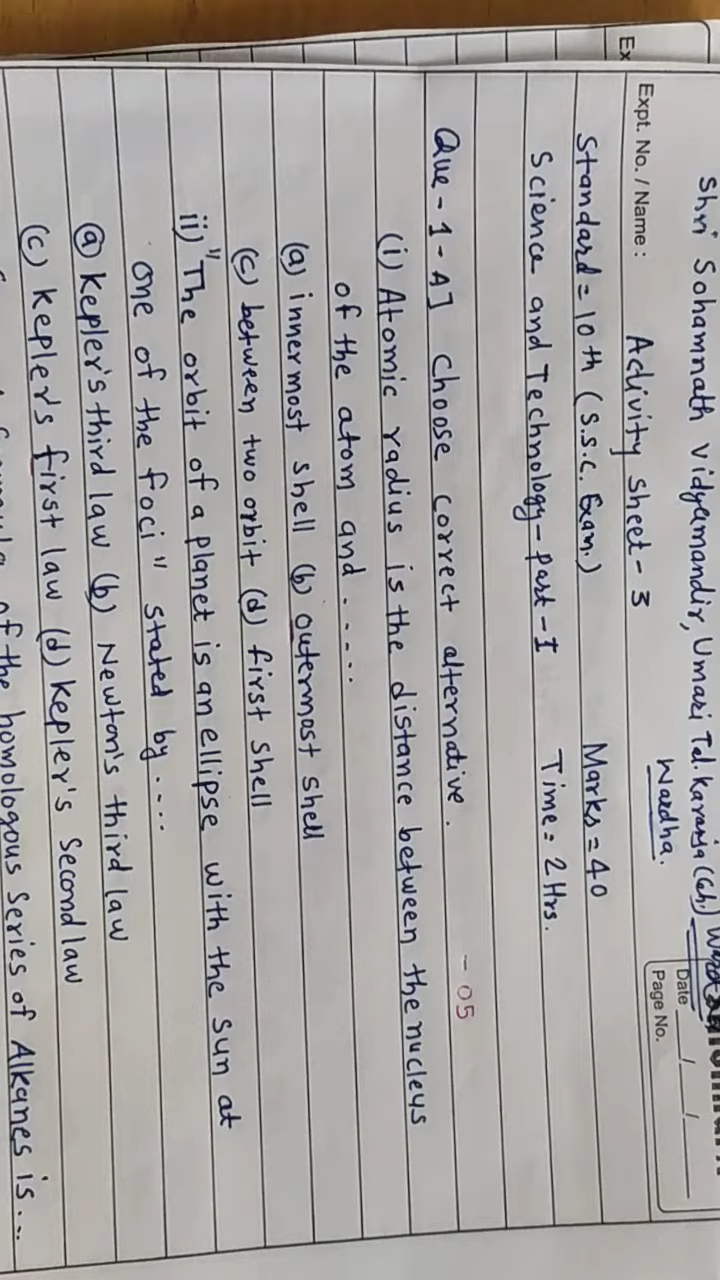 Shri Sohamnath Vidyamandir, Umari Td. Karanja (Gh.)
Wardha.
Date / /
Page No.
Ex
Expt. No. / Name :
Activity sheet - 3
Standard = 10 th ( S.S.C. Exam.) Marks = 40
Science and Technology - part - I Time = 2 Hrs.
Que - 1 - A] Choose correct alternative. - 05
(i) Atomic radius is the distance between the nucleus
of the atom and . . . . .
(a) innermost shell (b) outermost shell
(c) between two orbit (d) first shell
ii) "The orbit of a planet is an ellipse with the sun at
one of the foci" stated by . . . .
(a) Kepler's third law (b) Newton's third law
(c) Kepler's first law (d) Kepler's Second law
of the homologous Series of Alkanes is...